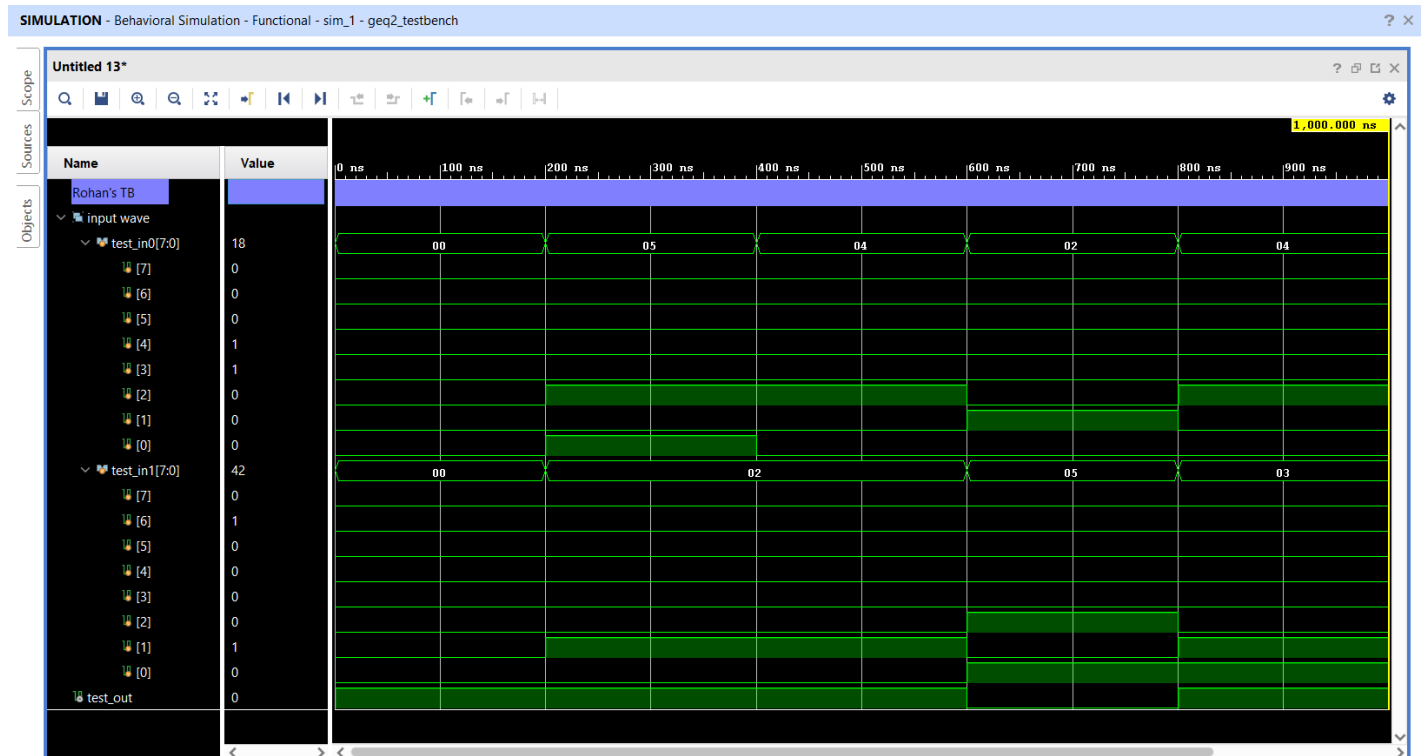 SIMULATION - Behavioral Simulation - Functional - sim_1 - geq2_testbench
Scope
Sources
Objects
Untitled 13*
1,000.000 ns
Name Value
0 ns 100 ns 200 ns 300 ns 400 ns 500 ns 600 ns 700 ns 800 ns 900 ns
Rohan's TB
input wave
test_in0[7:0] 18 00 05 04 02 04
[7] 0
[6] 0
[5] 0
[4] 1
[3] 1
[2] 0
[1] 0
[0] 0
test_in1[7:0] 42 00 02 05 03
[7] 0
[6] 1
[5] 0
[4] 0
[3] 0
[2] 0
[1] 1
[0] 0
test_out 0